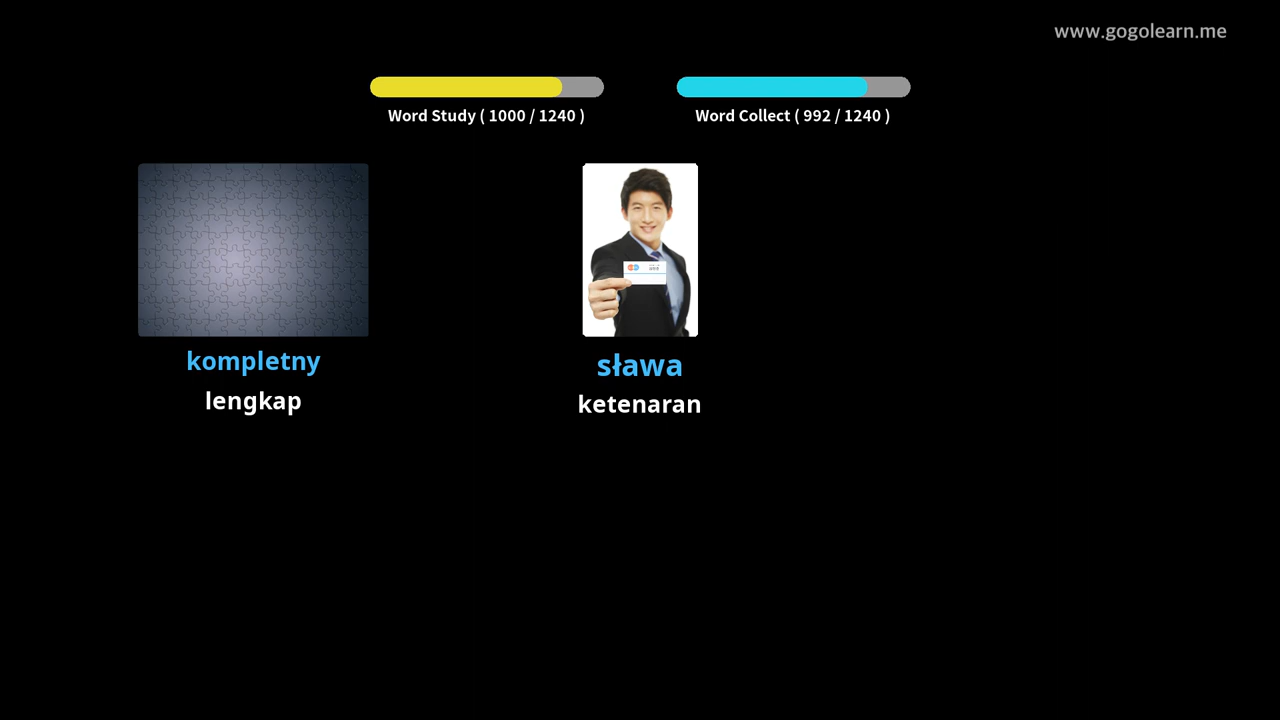 www.gogolearn.me
Word Study ( 1000 / 1240 )
Word Collect ( 992 / 1240 )
kompletny
lengkap
sława
ketenaran